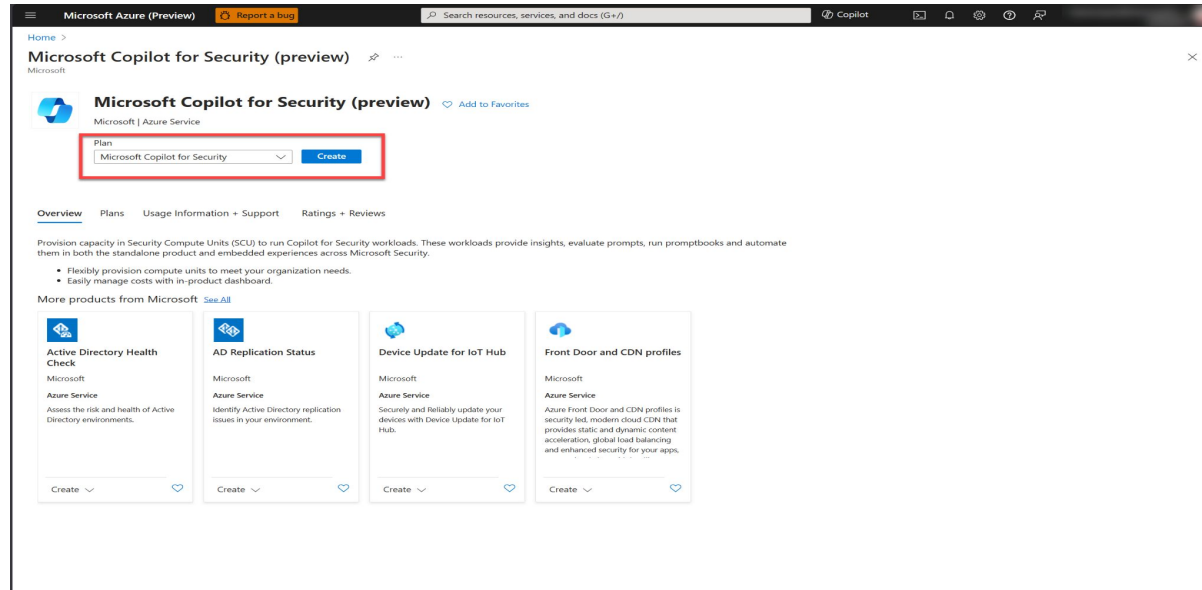 Microsoft Azure (Preview)
Report a bug
Search resources, services, and docs (G+/)
Copilot
Home >
Microsoft Copilot for Security (preview)
Microsoft
Microsoft Copilot for Security (preview)
Add to Favorites
Microsoft | Azure Service
Plan
Microsoft Copilot for Security
Create
Overview
Plans
Usage Information + Support
Ratings + Reviews
Provision capacity in Security Compute Units (SCU) to run Copilot for Security workloads. These workloads provide insights, evaluate prompts, run promptbooks and automate
them in both the standalone product and embedded experiences across Microsoft Security.
• Flexibly provision compute units to meet your organization needs.
• Easily manage costs with in-product dashboard.
More products from Microsoft See All
Active Directory Health
Check
Microsoft
Azure Service
Assess the risk and health of Active
Directory environments.
Create
AD Replication Status
Microsoft
Azure Service
Identify Active Directory replication
issues in your environment.
Create
Device Update for IoT Hub
Microsoft
Azure Service
Securely and Reliably update your
devices with Device Update for IoT
Hub.
Create
Front Door and CDN profiles
Microsoft
Azure Service
Azure Front Door and CDN profiles is
security led, modern cloud CDN that
provides static and dynamic content
acceleration, global load balancing
and enhanced security for your apps,
Create